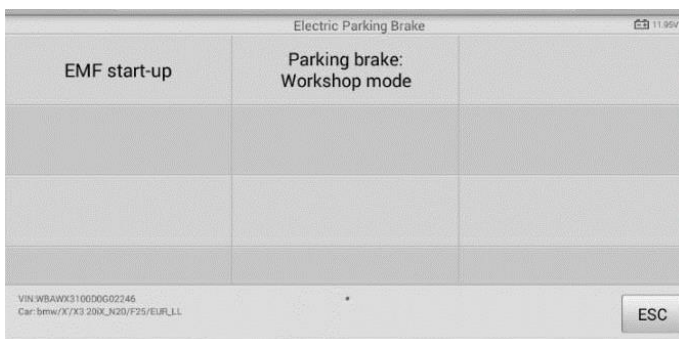 Electric Parking Brake
11.99V
EMF start-up
Parking brake:
Workshop mode
VIN:WBAWX3100D0G02246
Car: bmw/X'/X3 20iX_N20/F25/EUR_LL
ESC